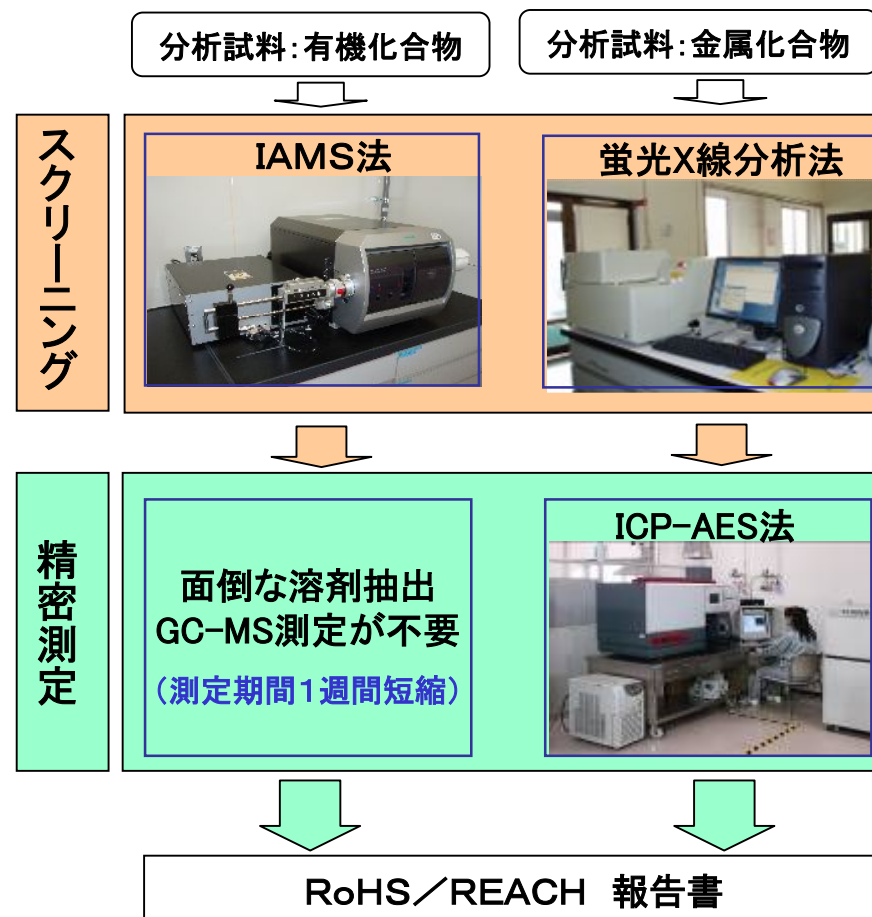 分析試料:有機化合物
分析試料:金属化合物
スクリーニング
IAMS法
蛍光X線分析法
精密測定
面倒な溶剤抽出
GC-MS測定が不要
(測定期間1週間短縮)
ICP-AES法
RoHS/REACH 報告書